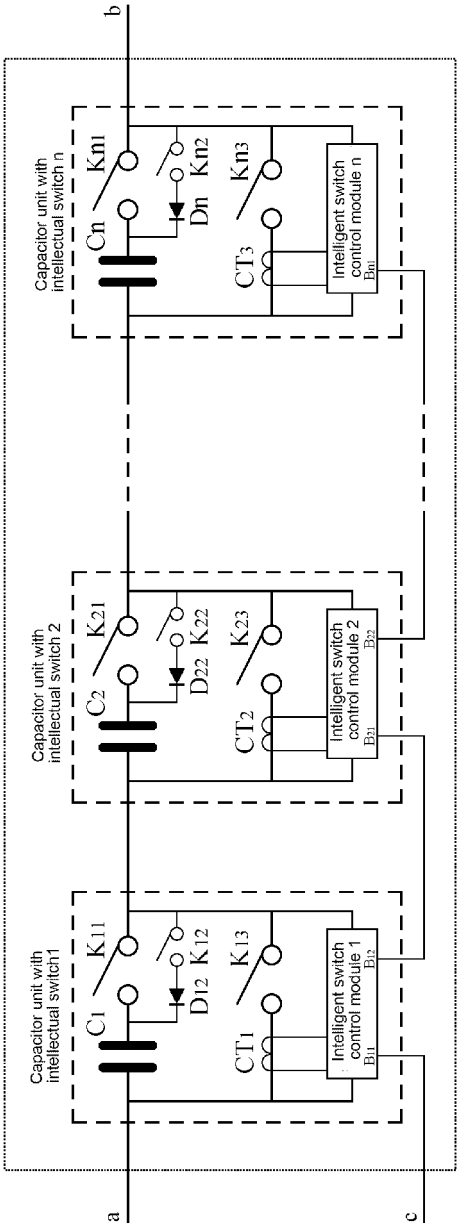 Capacitor unit with
intellectual switch1
C1
K11
D12
K12
CT1
K13
Intelligent switch
control module 1
B11
B12
Capacitor unit with
intellectual switch 2
C2
K21
D22
K22
CT2
K23
Intelligent switch
control module 2
B21
B22
Capacitor unit with
intellectual switch n
Cn
Kn1
Dn
Kn2
CT3
Kn3
Intelligent switch
control module n
Bn1
a
b
c